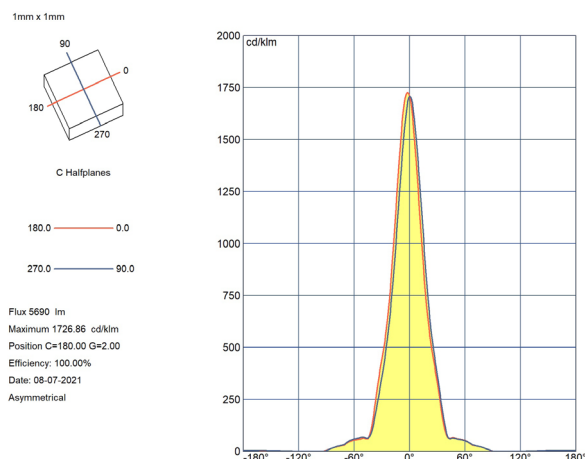 1mm x 1mm
90
0
180
270
C Halfplanes
180.0 0.0
270.0 90.0
Flux 5690 lm
Maximum 1726.86 cd/klm
Position C=180.00 G=2.00
Efficiency: 100.00%
Date: 08-07-2021
Asymmetrical
2000
cd/klm
1750
1500
1250
1000
750
500
250
0
-180° -120° -60° 0° 60° 120° 180°